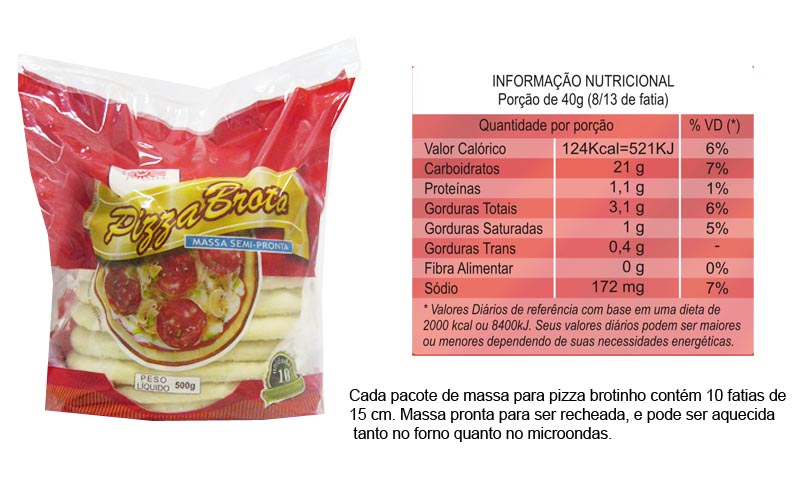 Pizza Broto
MASSA SEMI-PRONTA
PESO
LÍQUIDO 500g
10
INFORMAÇÃO NUTRICIONAL
Porção de 40g (8/13 de fatia)
Quantidade por porção % VD (*)
Valor Calórico 124Kcal=521KJ 6%
Carboidratos 21 g 7%
Proteínas 1,1 g 1%
Gorduras Totais 3,1 g 6%
Gorduras Saturadas 1 g 5%
Gorduras Trans 0,4 g -
Fibra Alimentar 0 g 0%
Sódio 172 mg 7%
* Valores Diários de referência com base em uma dieta de
2000 kcal ou 8400kJ. Seus valores diários podem ser maiores
ou menores dependendo de suas necessidades energéticas.
Cada pacote de massa para pizza brotinho contém 10 fatias de
15 cm. Massa pronta para ser recheada, e pode ser aquecida
tanto no forno quanto no microondas.